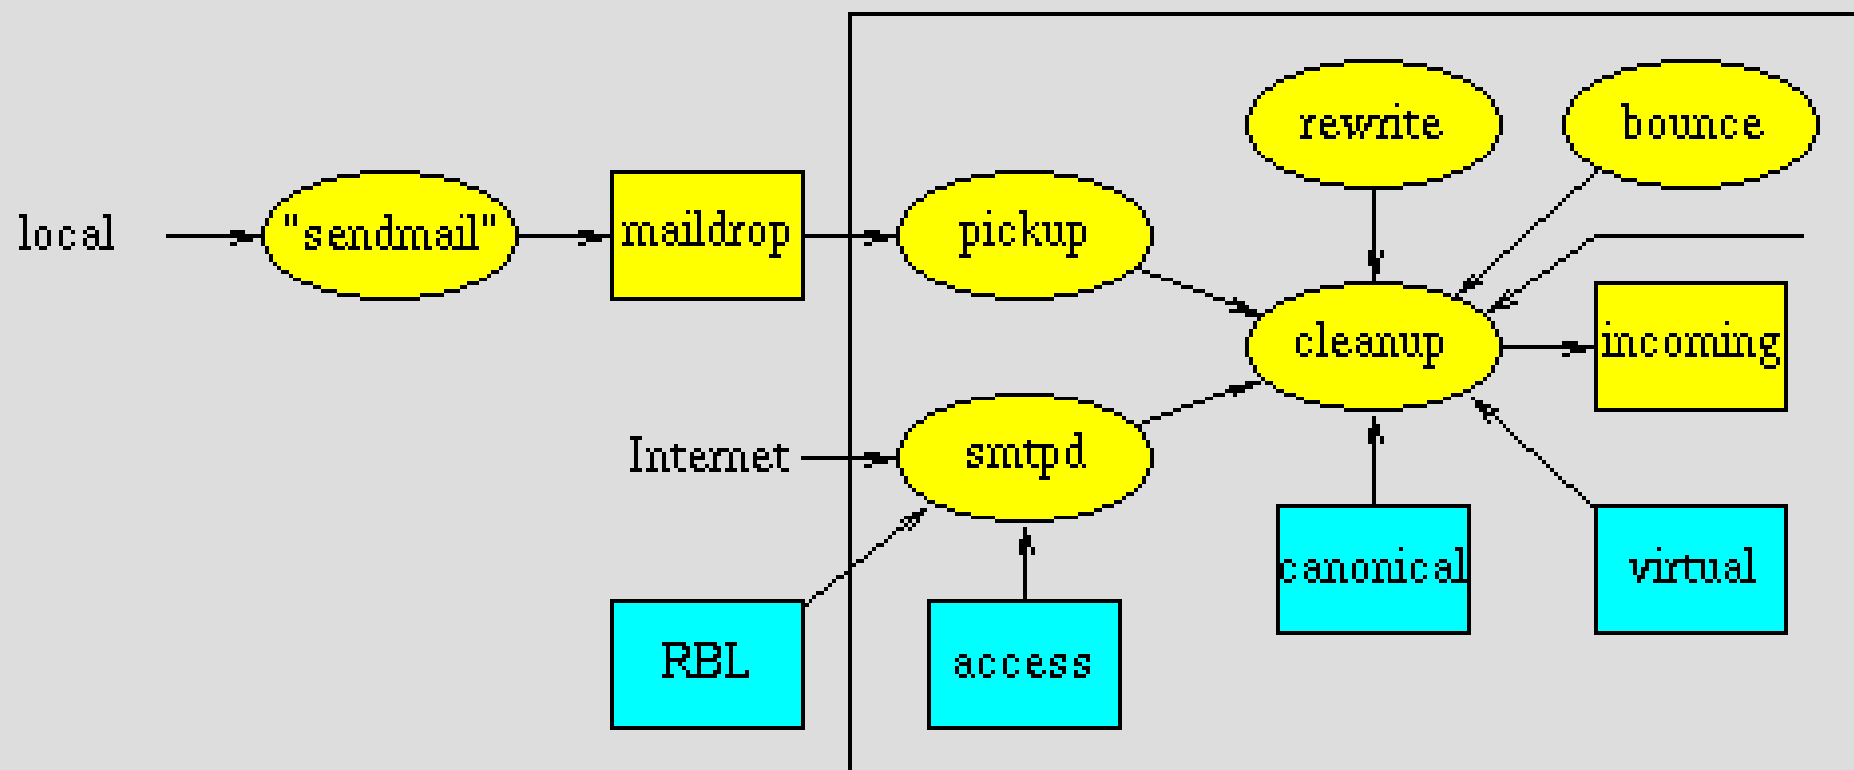 rewrite
bounce
local
"sendmail"
maildrop
pickup
cleanup
incoming
Internet
smtpd
canonical
virtual
RBL
access